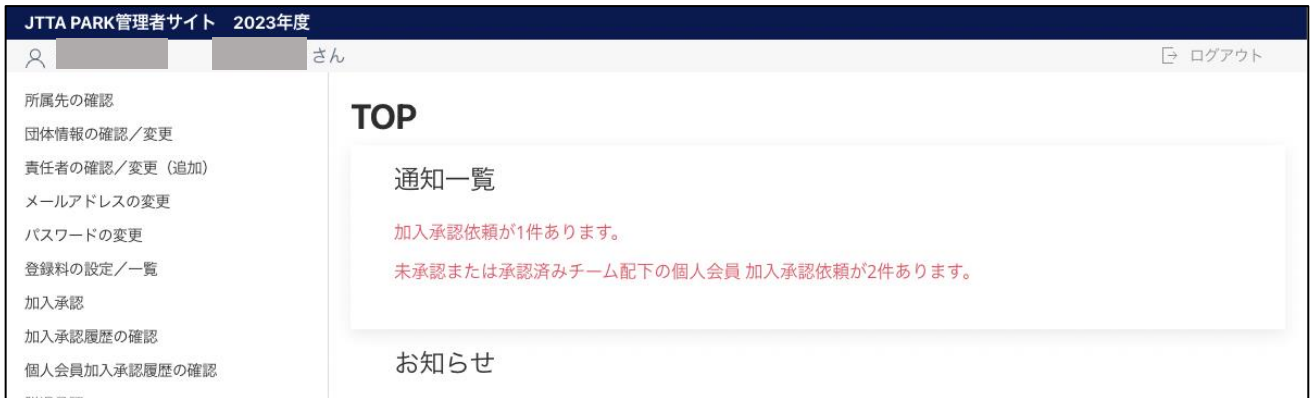 JTTA PARK管理者サイト　2023年度
さん
ログアウト
所属先の確認
団体情報の確認／変更
責任者の確認／変更（追加）
メールアドレスの変更
パスワードの変更
登録料の設定／一覧
加入承認
加入承認履歴の確認
個人会員加入承認履歴の確認
TOP
通知一覧
加入承認依頼が1件あります。
未承認または承認済みチーム配下の個人会員 加入承認依頼が2件あります。
お知らせ